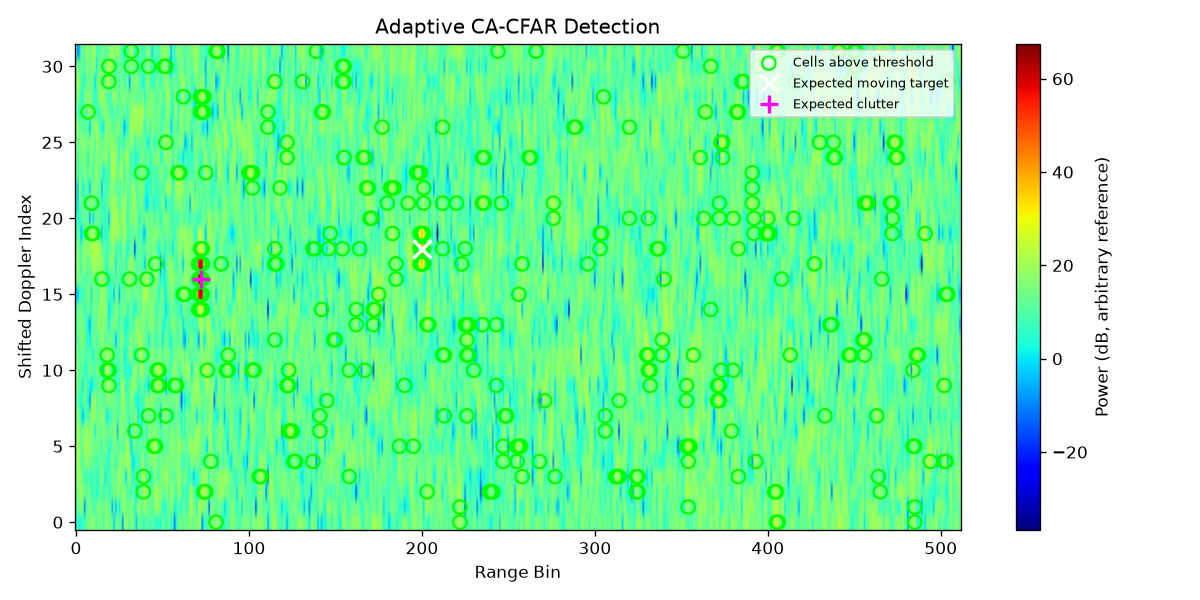 Adaptive CA-CFAR Detection
Cells above threshold
Expected moving target
Expected clutter
Shifted Doppler Index
30
25
20
15
10
5
0
0 100 200 300 400 500
Range Bin
60
40
20
0
−20
Power (dB, arbitrary reference)